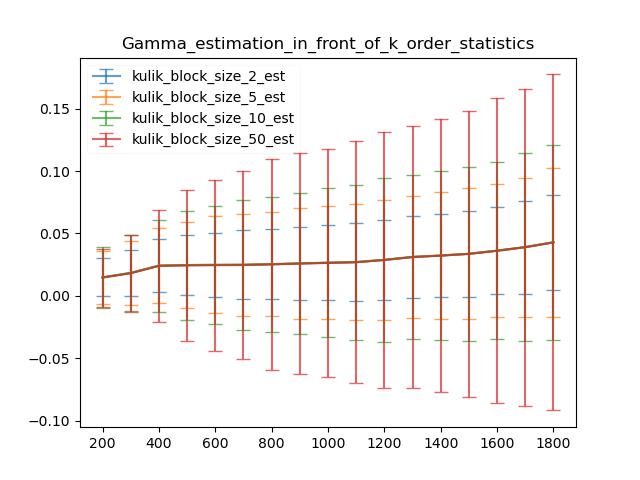 Gamma_estimation_in_front_of_k_order_statistics
kulik_block_size_2_est
kulik_block_size_5_est
kulik_block_size_10_est
kulik_block_size_50_est
0.15
0.10
0.05
0.00
−0.05
−0.10
200 400 600 800 1000 1200 1400 1600 1800